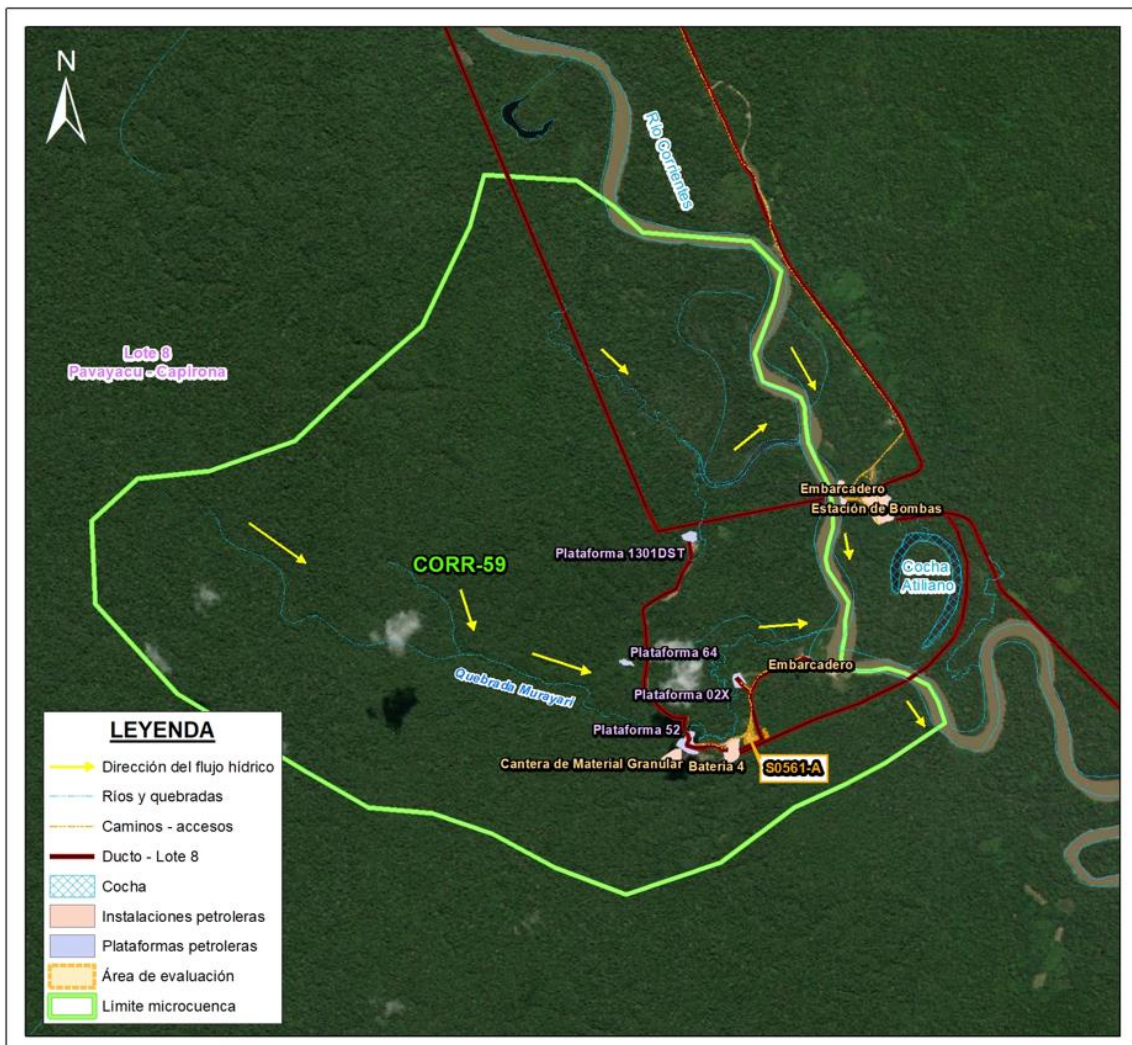 N
Río Corrientes
Lote 8
Pavayacu - Capirona
Embarcadero
Estación de Bombas
Plataforma 1301DST
CORR-59
Cocha
Atiliano
Plataforma 64
Embarcadero
Quebrada Murayari
Plataforma 02X
Plataforma 52
Cantera de Material Granular
Batería 4
S0561-A
LEYENDA
Dirección del flujo hídrico
Ríos y quebradas
Caminos - accesos
Ducto - Lote 8
Cocha
Instalaciones petroleras
Plataformas petroleras
Área de evaluación
Límite microcuenca